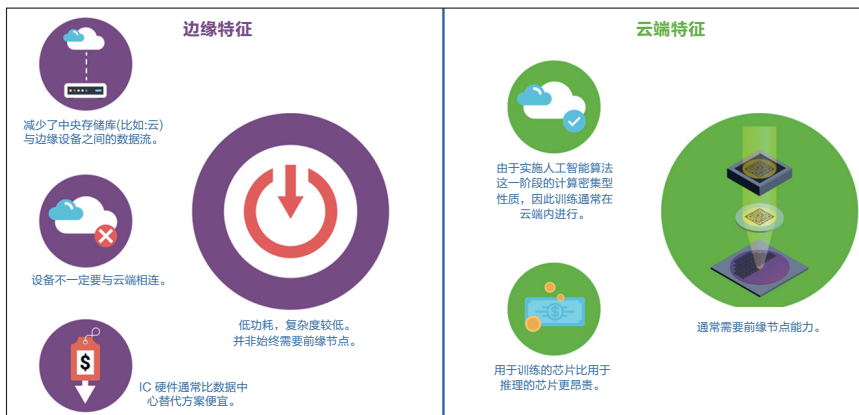 边缘特征
减少了中央存储库(比如:云)
与边缘设备之间的数据流。
设备不一定要与云端相连。
$
IC 硬件通常比数据中
心替代方案便宜。
低功耗，复杂度较低。
并非始终需要前缘节点。
云端特征
由于实施人工智能算法
这一阶段的计算密集型
性质，因此训练通常在
云端内进行。
$
用于训练的芯片比用于
推理的芯片更昂贵。
通常需要前缘节点能力。